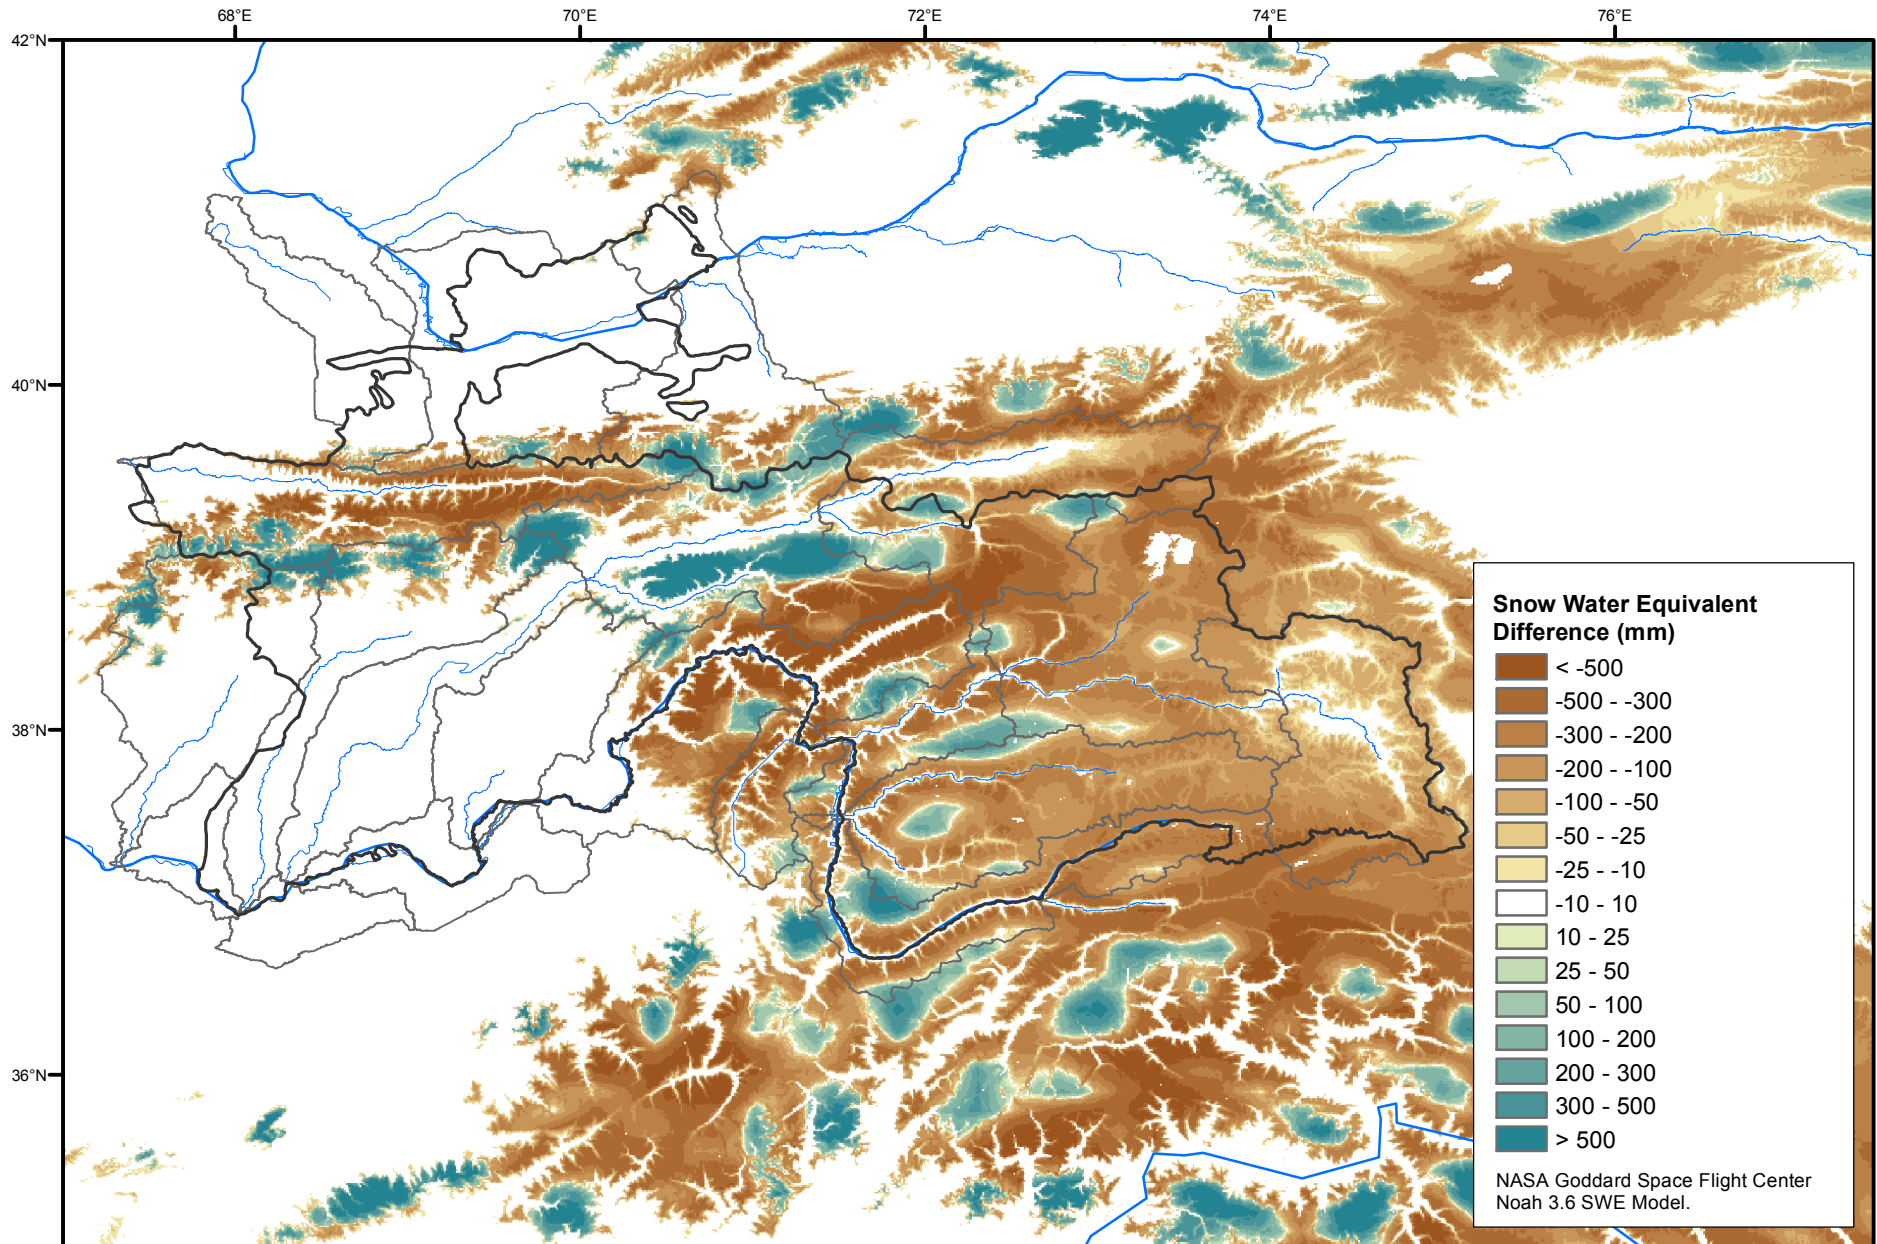 68°E 70°E 72°E 74°E 76°E
42°N
40°N
38°N
36°N
Snow Water Equivalent
Difference (mm)
< -500
-500 - -300
-300 - -200
-200 - -100
-100 - -50
-50 - -25
-25 - -10
-10 - 10
10 - 25
25 - 50
50 - 100
100 - 200
200 - 300
300 - 500
> 500
NASA Goddard Space Flight Center
Noah 3.6 SWE Model.